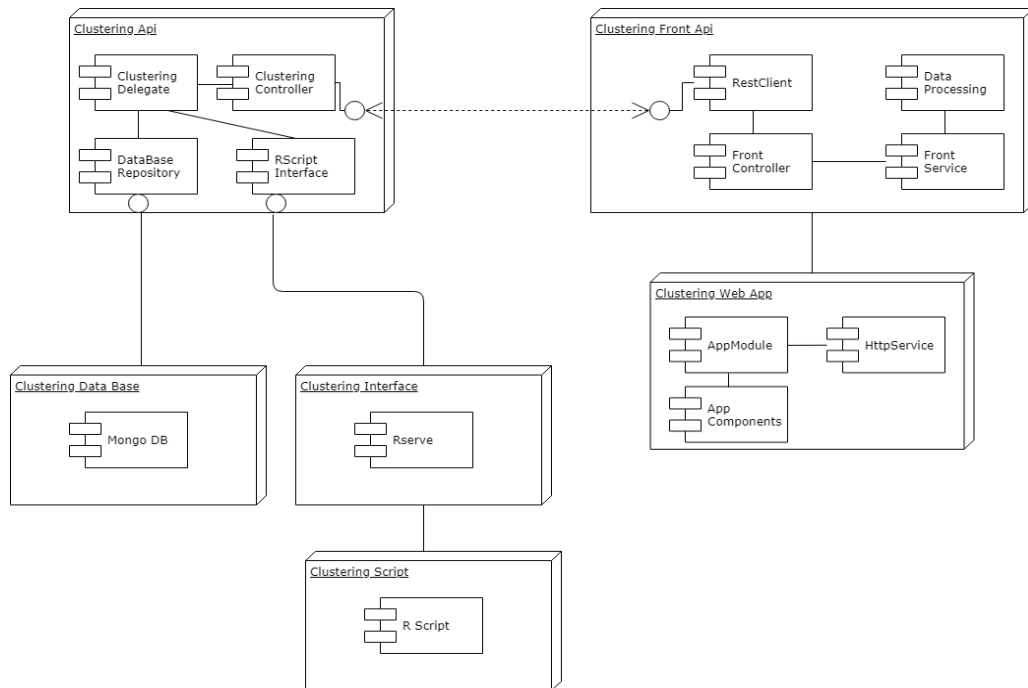 Clustering Api
Clustering
Delegate
Clustering
Controller
DataBase
Repository
RScript
Interface
Clustering Front Api
RestClient
Data
Processing
Front
Controller
Front
Service
Clustering Web App
AppModule
HttpService
App
Components
Clustering Data Base
Mongo DB
Clustering Interface
Rserve
Clustering Script
R Script